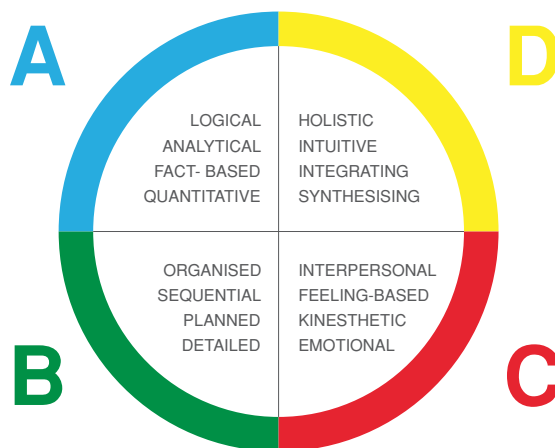 A
D
LOGICAL
ANALYTICAL
FACT- BASED
QUANTITATIVE
HOLISTIC
INTUITIVE
INTEGRATING
SYNTHESISING
ORGANISED
SEQUENTIAL
PLANNED
DETAILED
INTERPERSONAL
FEELING-BASED
KINESTHETIC
EMOTIONAL
B
C